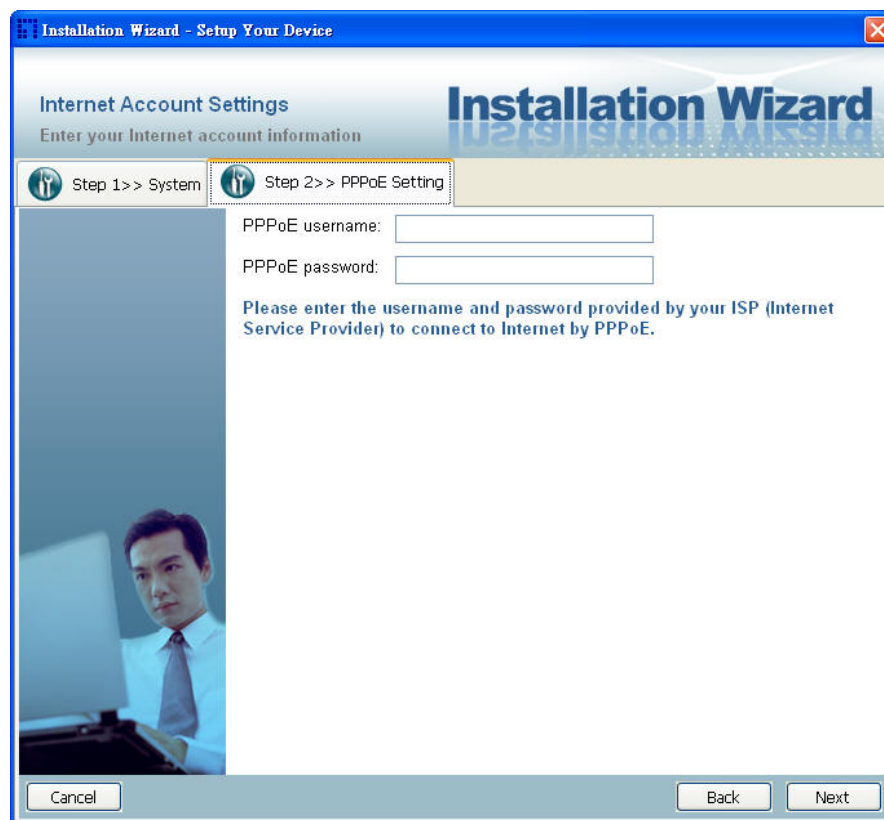 Installation Wizard - Setup Your Device
Internet Account Settings
Enter your Internet account information
Installation Wizard
Step 1>> System
Step 2>> PPPoE Setting
PPPoE username:
PPPoE password:
Please enter the username and password provided by your ISP (Internet
Service Provider) to connect to Internet by PPPoE.
Cancel
Back
Next